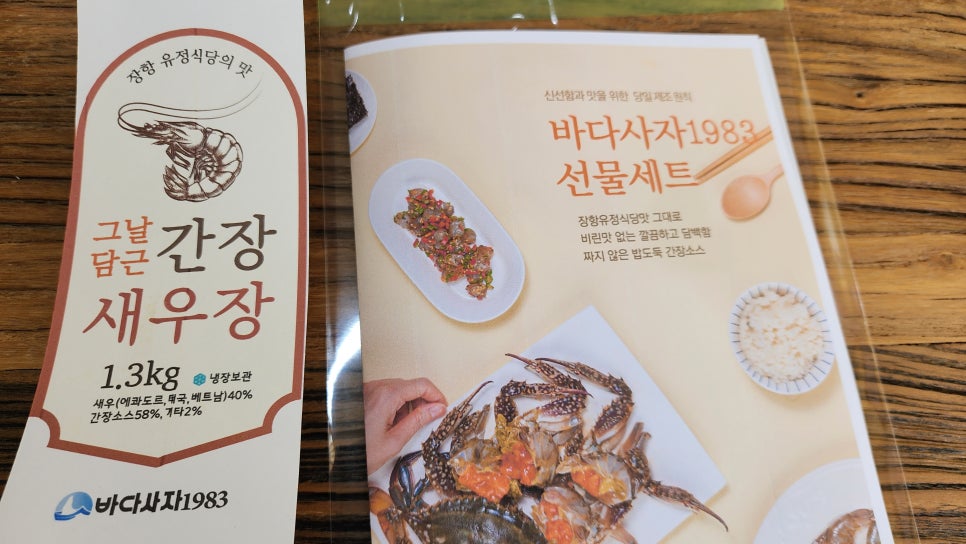 장항 유정식당의 맛
그날
담근
간장
새우장
1.3kg 냉장보관
새우(에콰도르,태국,베트남)40%
간장소스58%,기타2%
바다사자1983
신선함과 맛을 위한 당일 제조 원칙
바다사자1983
선물세트
장항유정식당맛 그대로
비린맛 없는 깔끔하고 담백함
짜지 않은 밥도둑 간장소스